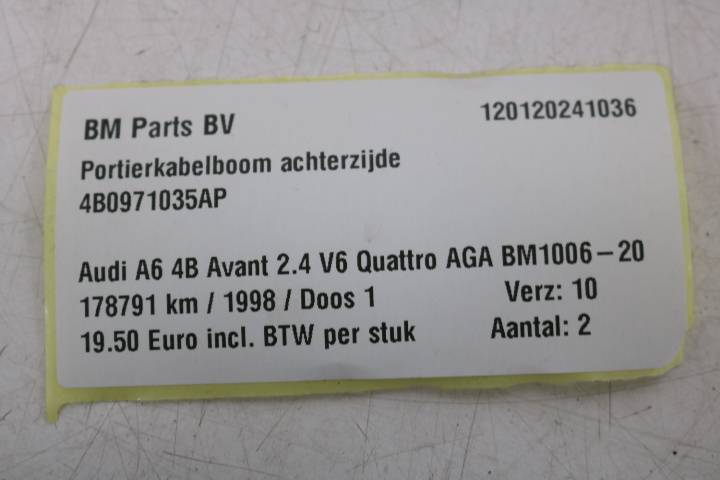 BM Parts BV 120120241036
Portierkabelboom achterzijde
4B0971035AP
Audi A6 4B Avant 2.4 V6 Quattro AGA BM1006-20
178791 km / 1998 / Doos 1 Verz: 10
19.50 Euro incl. BTW per stuk Aantal: 2